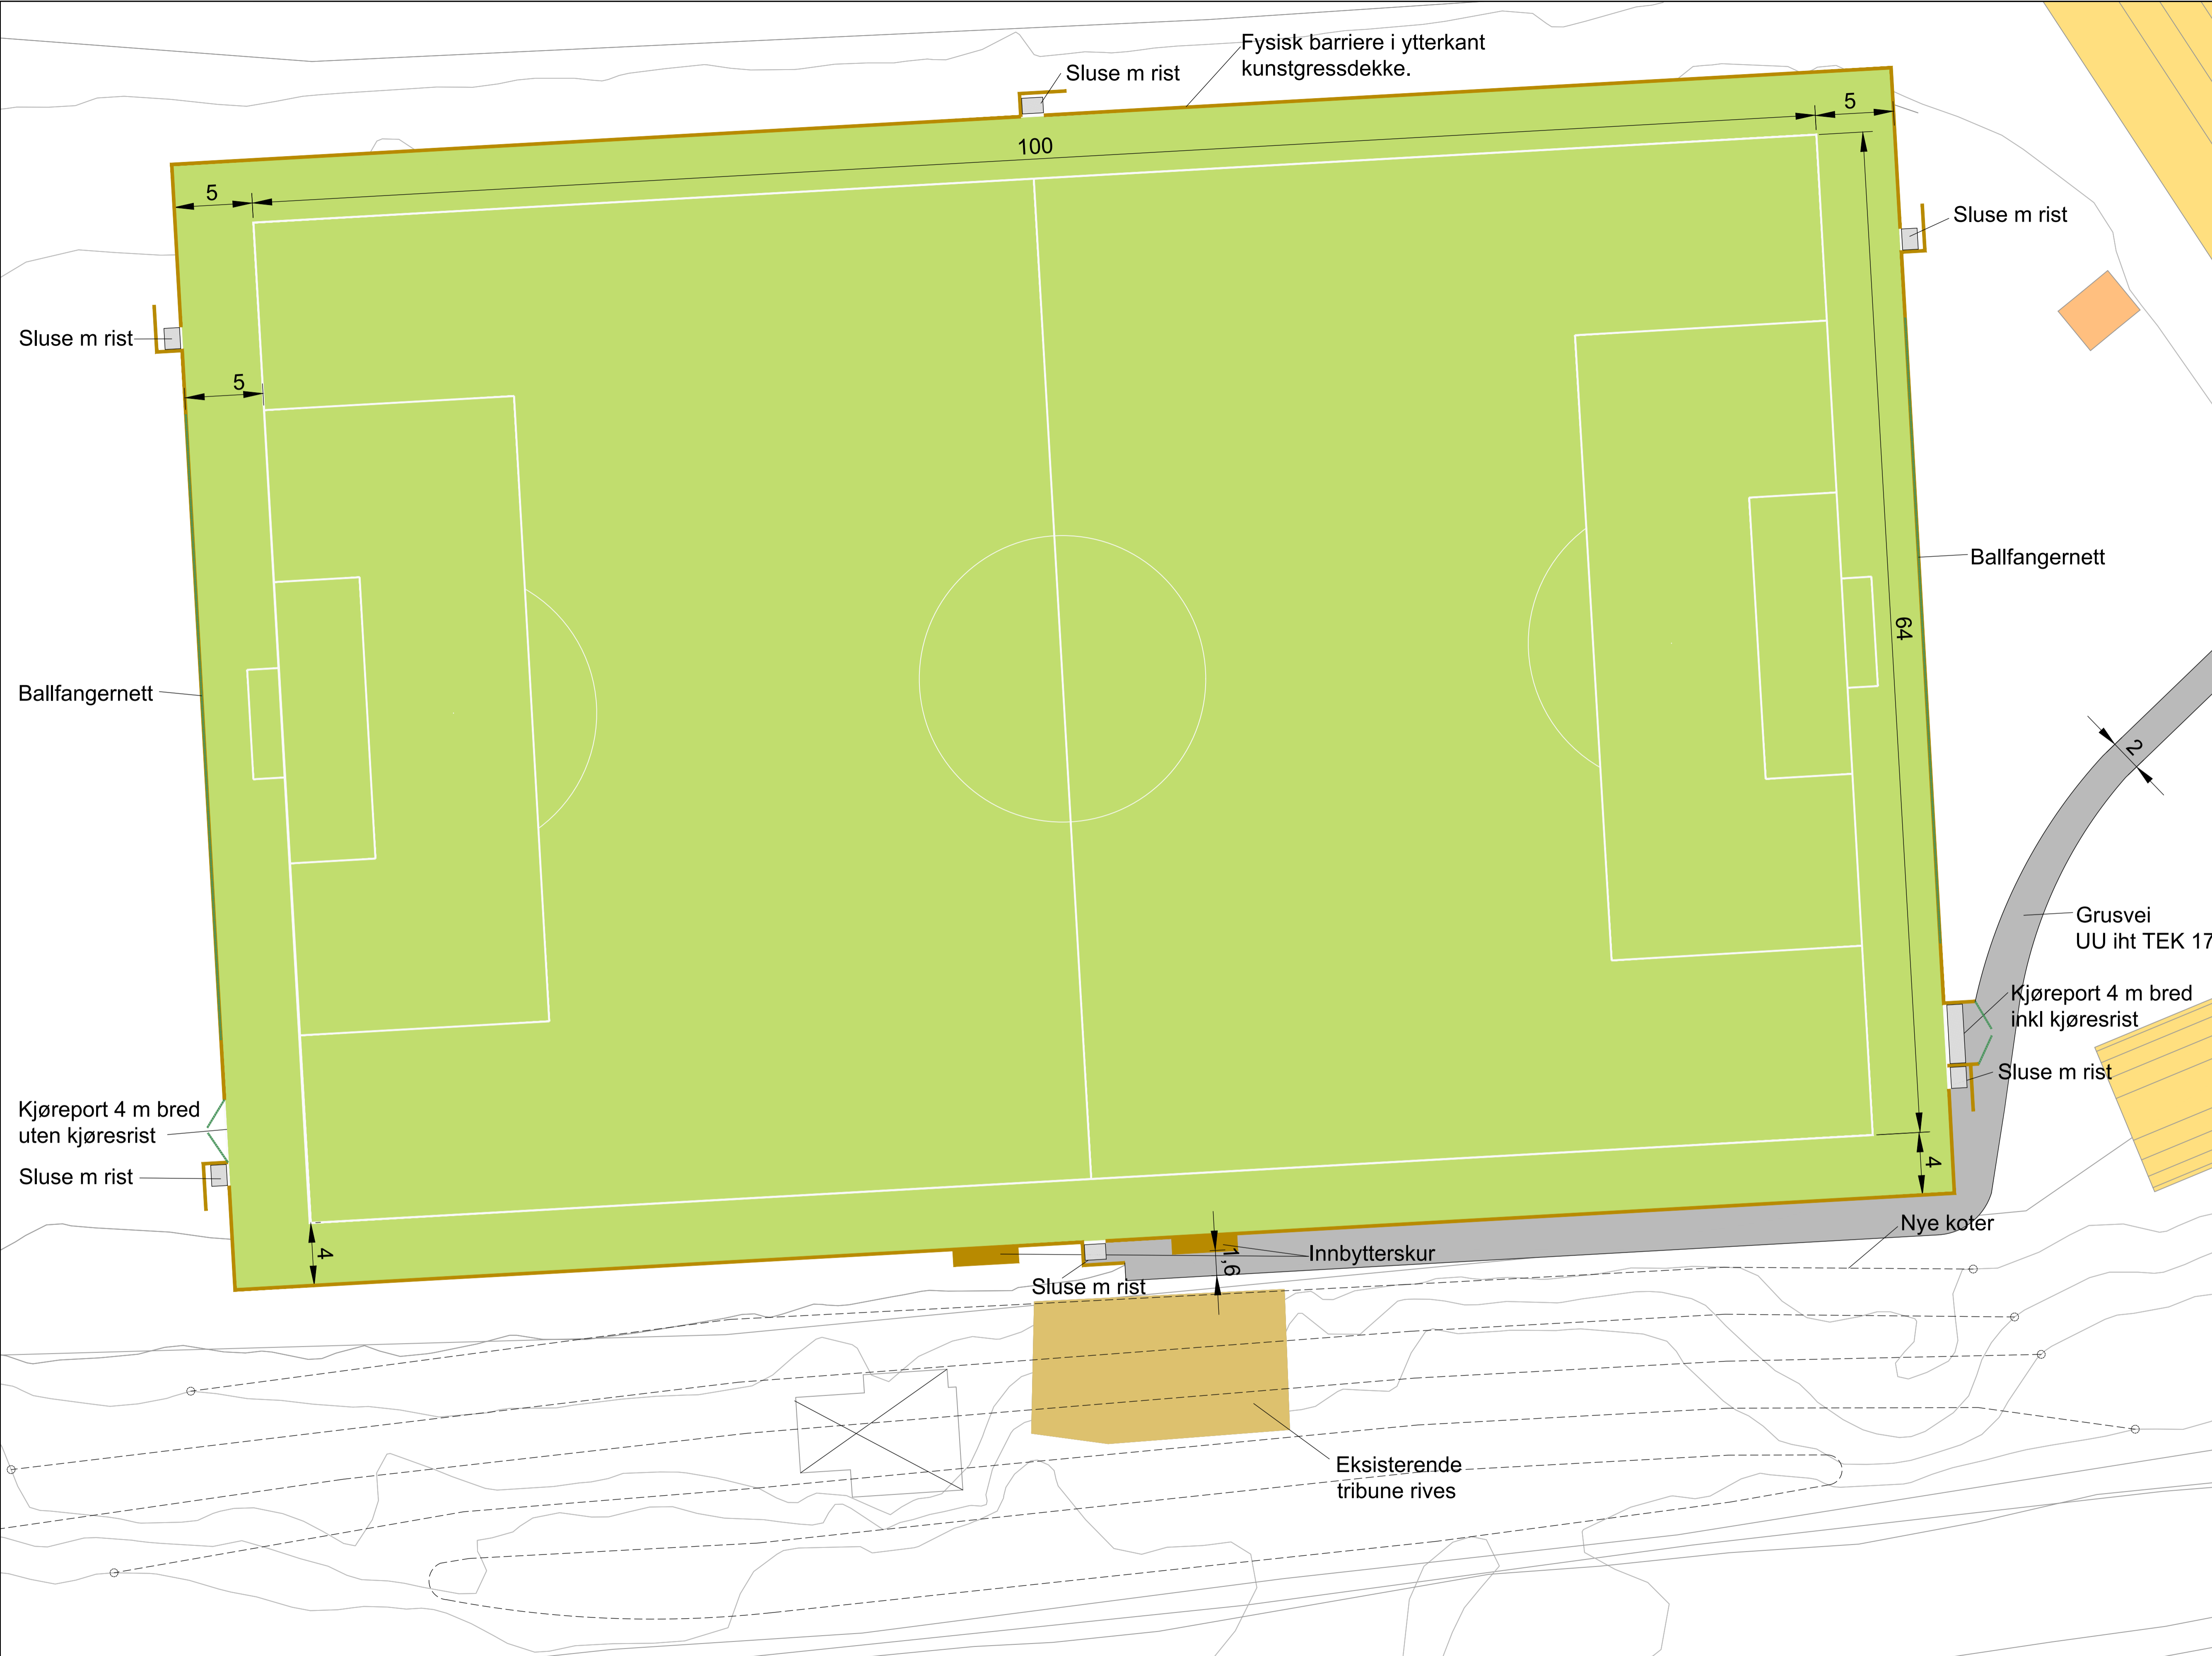 Fysisk barriere i ytterkant
kunstgressdekke.
Sluse m rist
5
100
5
Sluse m rist
Sluse m rist
5
Ballfangernett
64
Ballfangernett
2
Grusvei
UU iht TEK 17
Kjøreport 4 m bred
inkl kjøresrist
Sluse m rist
Kjøreport 4 m bred
uten kjøresrist
Sluse m rist
4
4
Nye koter
Innbytterskur
1,6
Sluse m rist
Eksisterende
tribune rives